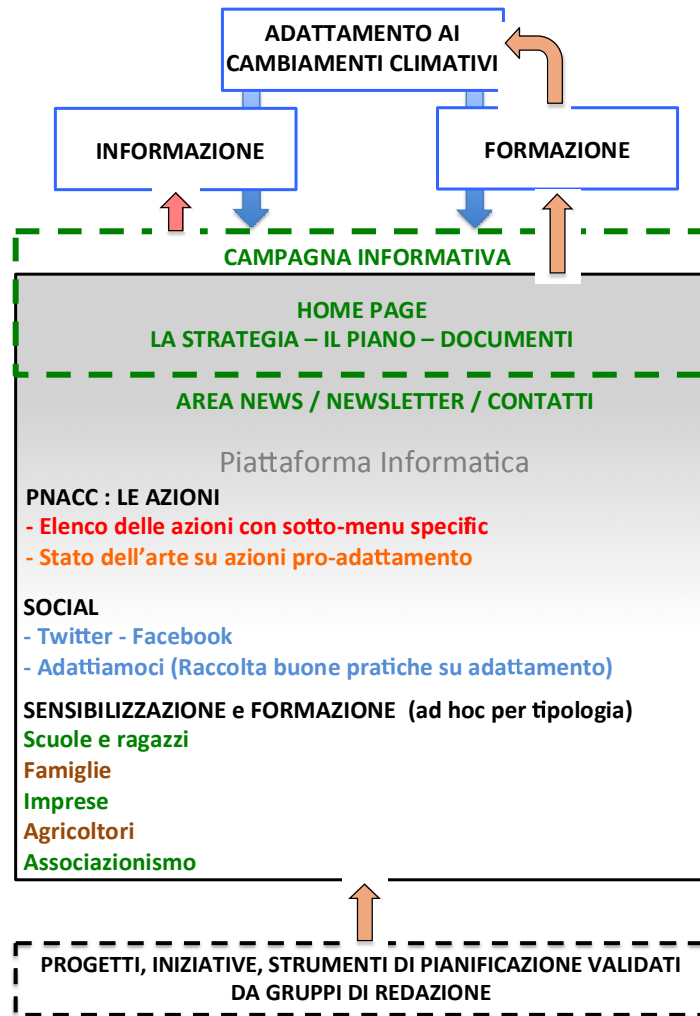 ADATTAMENTO AI
CAMBIAMENTI CLIMATIVI
INFORMAZIONE
FORMAZIONE
CAMPAGNA INFORMATIVA
HOME PAGE
LA STRATEGIA – IL PIANO – DOCUMENTI
AREA NEWS / NEWSLETTER / CONTATTI
Piattaforma Informatica
PNACC : LE AZIONI
- Elenco delle azioni con sotto-menu specific
- Stato dell’arte su azioni pro-adattamento
SOCIAL
- Twitter - Facebook
- Adattiamoci (Raccolta buone pratiche su adattamento)
SENSIBILIZZAZIONE e FORMAZIONE (ad hoc per tipologia)
Scuole e ragazzi
Famiglie
Imprese
Agricoltori
Associazionismo
PROGETTI, INIZIATIVE, STRUMENTI DI PIANIFICAZIONE VALIDATI
DA GRUPPI DI REDAZIONE